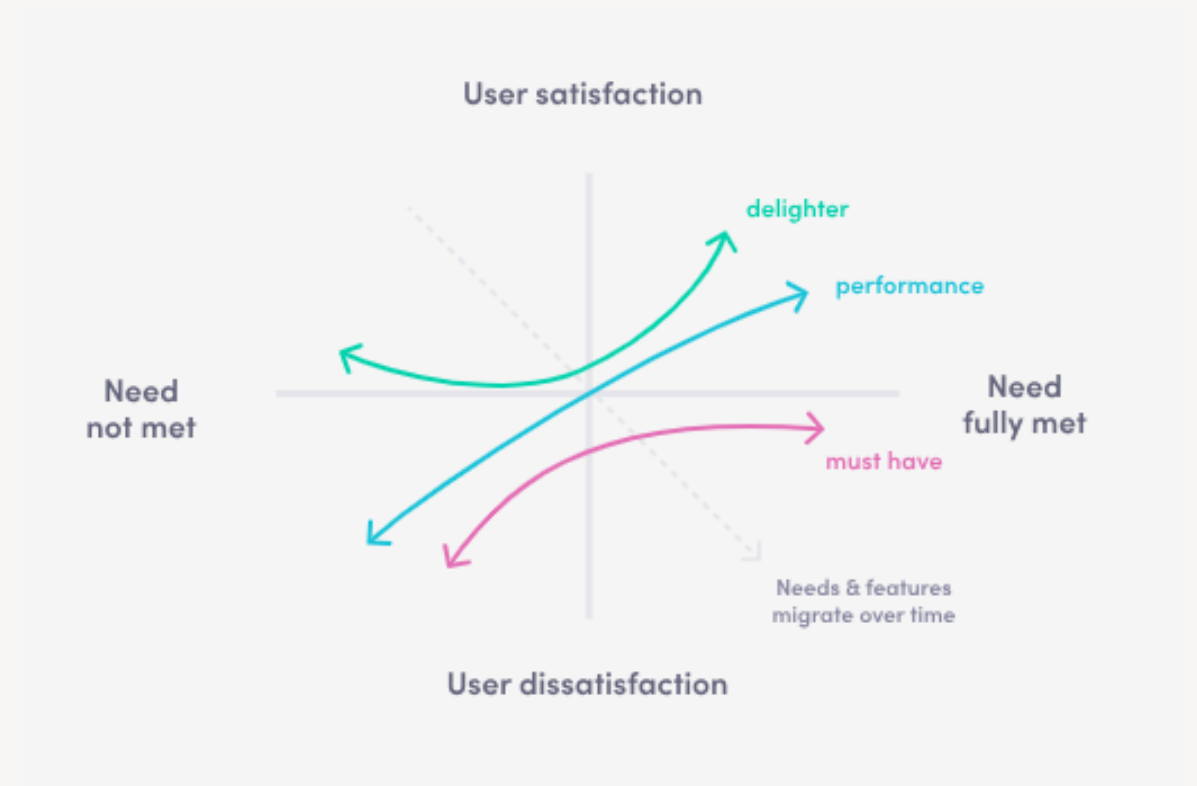 User satisfaction
delighter
performance
Need
not met
Need
fully met
must have
Needs & features
migrate over time
User dissatisfaction